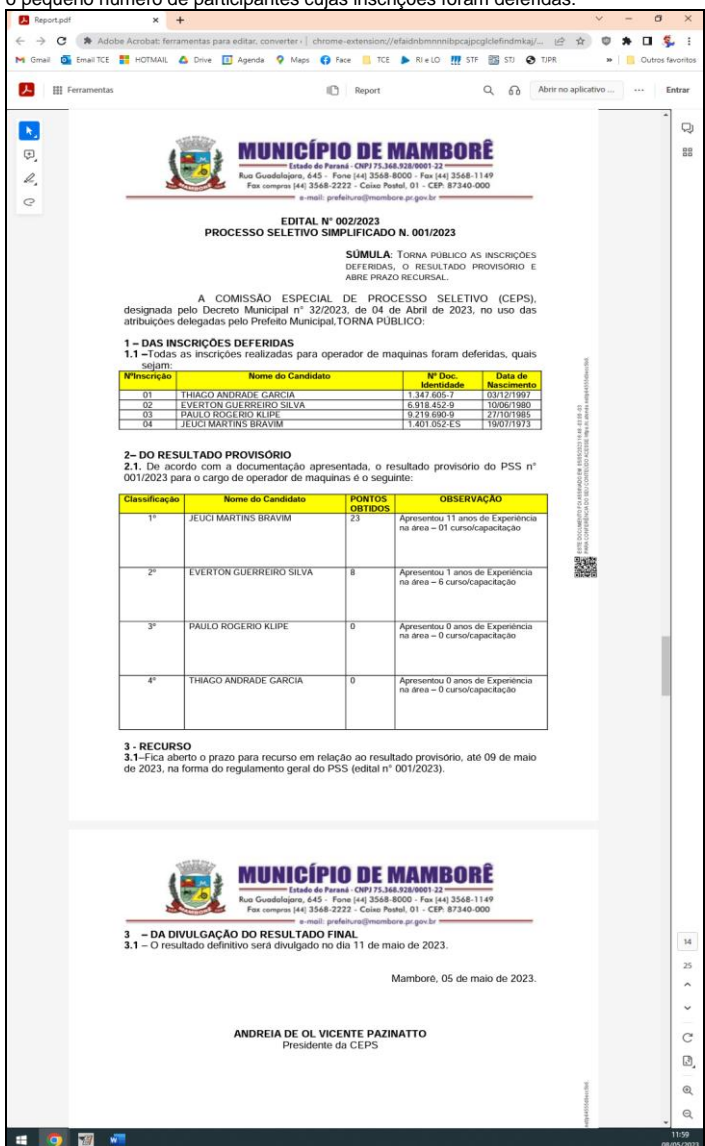 o pequeno número de participantes cujas inscrições foram deferidas.
Report.pdf
Adobe Acrobat: ferramentas para editar, converter - | chrome-extension://efaidnbmnnnibpcajpcglclefindmkaj/...
Gmail Email TCE HOTMAIL Drive Agenda Maps Face TCE RI e LO STF STJ TJPR » Outros favoritos
Ferramentas Report Abrir no aplicativo ... ... Entrar
MUNICÍPIO DE MAMBORÊ
Estado do Paraná - CNPJ 75.368.928/0001-22
Rua Guadalajara, 645 - Fone (44) 3568-8000 - Fax (44) 3568-1149
Fax compras (44) 3568-2222 - Caixa Postal, 01 - CEP: 87340-000
e-mail: prefeitura@mambore.pr.gov.br
EDITAL N° 002/2023
PROCESSO SELETIVO SIMPLIFICADO N. 001/2023
SÚMULA: TORNA PÚBLICO AS INSCRIÇÕES
DEFERIDAS, O RESULTADO PROVISÓRIO E
ABRE PRAZO RECURSAL.
A COMISSÃO ESPECIAL DE PROCESSO SELETIVO (CEPS),
designada pelo Decreto Municipal n° 32/2023, de 04 de Abril de 2023, no uso das
atribuições delegadas pelo Prefeito Municipal,TORNA PÚBLICO:
1 – DAS INSCRIÇÕES DEFERIDAS
1.1 –Todas as inscrições realizadas para operador de maquinas foram deferidas, quais
sejam:
N°Inscrição Nome do Candidato N° Doc. Identidade Data de Nascimento
01 THIAGO ANDRADE GARCIA 1.347.605-7 03/12/1997
02 EVERTON GUERREIRO SILVA 6.918.452-9 10/06/1980
03 PAULO ROGERIO KLIPE 9.219.690-9 27/10/1985
04 JEUCI MARTINS BRAVIM 1.401.052-ES 19/07/1973
2– DO RESULTADO PROVISÓRIO
2.1. De acordo com a documentação apresentada, o resultado provisório do PSS n°
001/2023 para o cargo de operador de maquinas é o seguinte:
Classificação Nome do Candidato PONTOS OBTIDOS OBSERVAÇÃO
1° JEUCI MARTINS BRAVIM 23 Apresentou 11 anos de Experiência
na área – 01 curso/capacitação
2° EVERTON GUERREIRO SILVA 8 Apresentou 1 anos de Experiência
na área – 6 curso/capacitação
3° PAULO ROGERIO KLIPE 0 Apresentou 0 anos de Experiência
na área – 0 curso/capacitação
4° THIAGO ANDRADE GARCIA 0 Apresentou 0 anos de Experiência
na área – 0 curso/capacitação
3 - RECURSO
3.1–Fica aberto o prazo para recurso em relação ao resultado provisório, até 09 de maio
de 2023, na forma do regulamento geral do PSS (edital n° 001/2023).
MUNICÍPIO DE MAMBORÊ
Estado do Paraná - CNPJ 75.368.928/0001-22
Rua Guadalajara, 645 - Fone (44) 3568-8000 - Fax (44) 3568-1149
Fax compras (44) 3568-2222 - Caixa Postal, 01 - CEP: 87340-000
e-mail: prefeitura@mambore.pr.gov.br
3 – DA DIVULGAÇÃO DO RESULTADO FINAL
3.1 – O resultado definitivo será divulgado no dia 11 de maio de 2023.
Mamborê, 05 de maio de 2023.
ANDREIA DE OL VICENTE PAZINATTO
Presidente da CEPS
14
25
11:59
08/05/2023